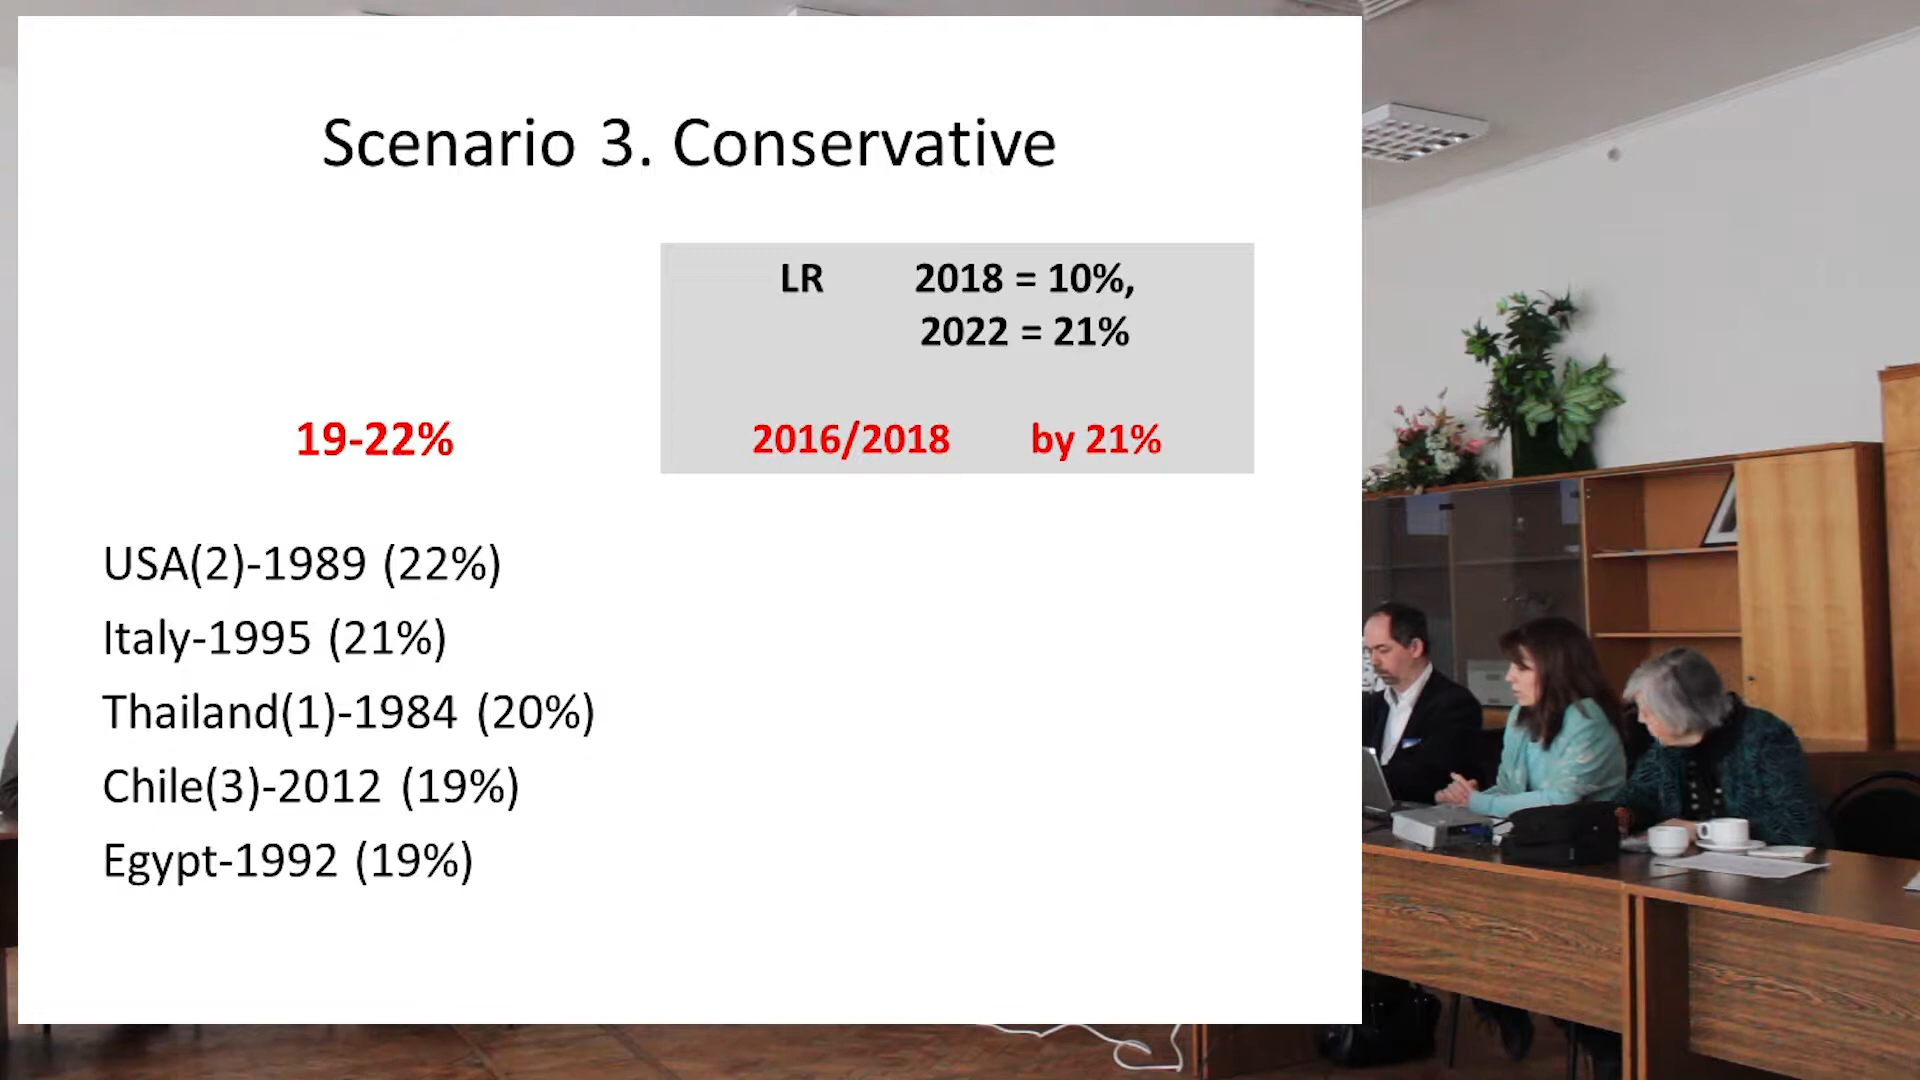 Scenario 3. Conservative
LR 2018 = 10%,
2022 = 21%
19-22%
2016/2018 by 21%
USA(2)-1989 (22%)
Italy-1995 (21%)
Thailand(1)-1984 (20%)
Chile(3)-2012 (19%)
Egypt-1992 (19%)